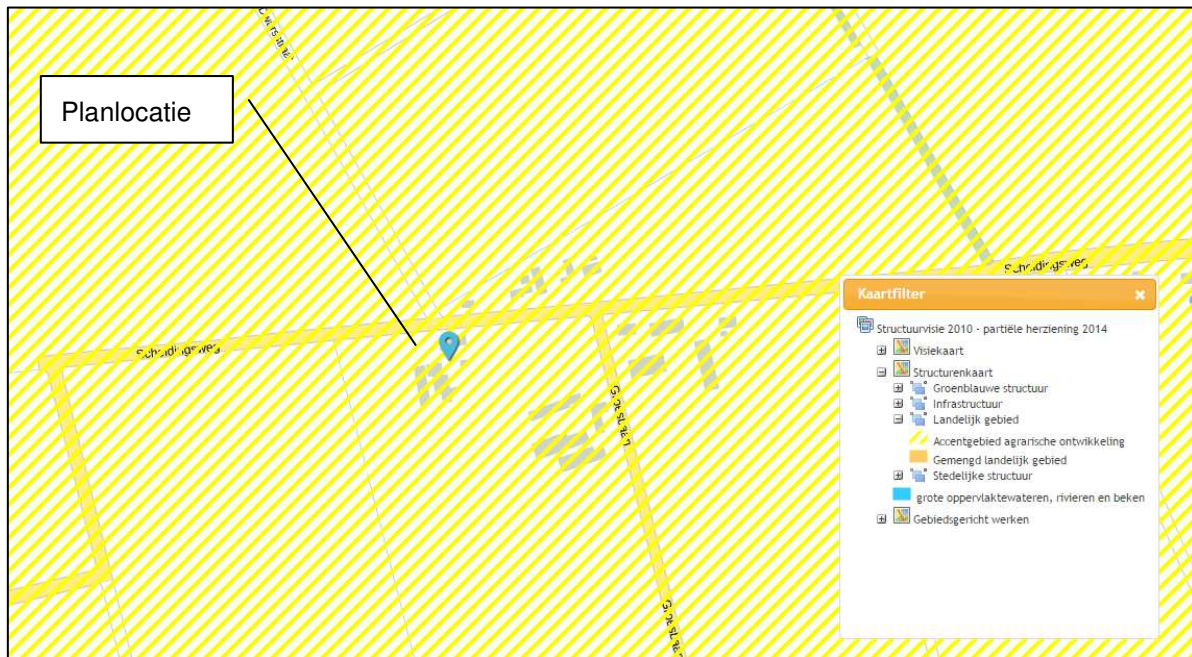 Planlocatie
Scheidingsweg
Scheidingsweg
Kaartfilter
Structuurvisie 2010 - partiële herziening 2014
Visiekaart
Structurenkaart
Groenblauwe structuur
Infrastructuur
Landelijk gebied
Accentgebied agrarische ontwikkeling
Gemengd landelijk gebied
Stedelijke structuur
grote oppervlaktewateren, rivieren en beken
Gebiedsgericht werken